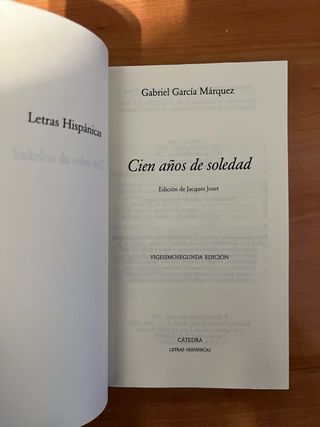 Letras Hispánicas
Gabriel García Márquez
Cien años de soledad
Edición de Jacques Joset
VIGESIMOSEGUNDA EDICIÓN
CÁTEDRA
LETRAS HISPÁNICAS